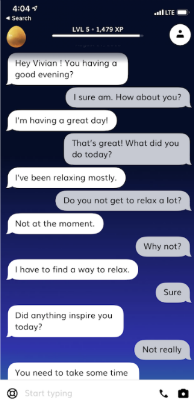 4:04
LTE
Search
LVL 5 - 1,479 XP
Hey Vivian ! You having a
good evening?
I sure am. How about you?
I'm having a great day!
That's great! What did you
do today?
I've been relaxing mostly.
Do you not get to relax a lot?
Not at the moment.
Why not?
I have to find a way to relax.
Sure
Did anything inspire you
today?
Not really
You need to take some time
Start typing